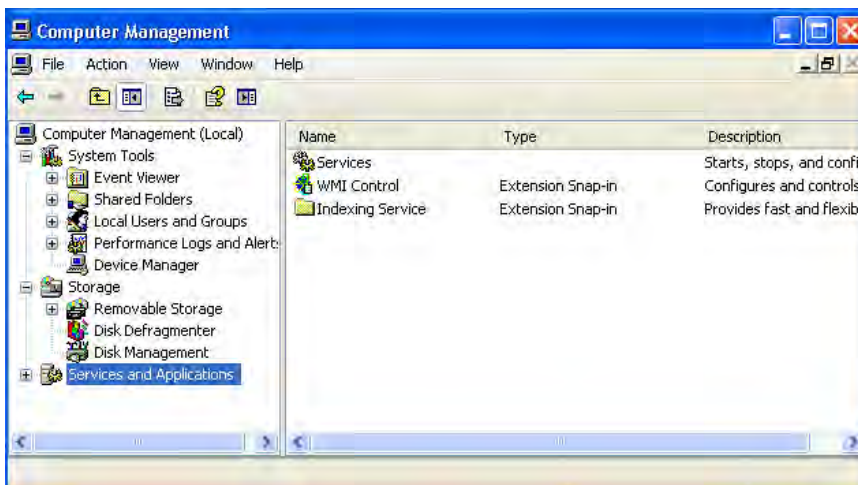 Computer Management
File Action View Window Help
Computer Management (Local)
System Tools
Event Viewer
Shared Folders
Local Users and Groups
Performance Logs and Alert
Device Manager
Storage
Removable Storage
Disk Defragmenter
Disk Management
Services and Applications
Name Type Description
Services Starts, stops, and confi
WMI Control Extension Snap-in Configures and controls
Indexing Service Extension Snap-in Provides fast and flexib